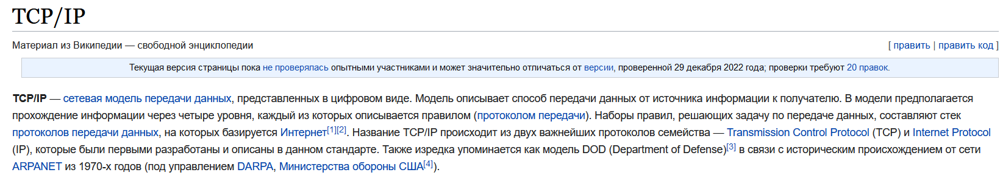 TCP/IP
Материал из Википедии — свободной энциклопедии
[ править | править код ]
Текущая версия страницы пока не проверялась опытными участниками и может значительно отличаться от версии, проверенной 29 декабря 2022 года; проверки требуют 20 правок.
TCP/IP — сетевая модель передачи данных, представленных в цифровом виде. Модель описывает способ передачи данных от источника информации к получателю. В модели предполагается
прохождение информации через четыре уровня, каждый из которых описывается правилом (протоколом передачи). Наборы правил, решающих задачу по передаче данных, составляют стек
протоколов передачи данных, на которых базируется Интернет[1][2]. Название TCP/IP происходит из двух важнейших протоколов семейства — Transmission Control Protocol (TCP) и Internet Protocol
(IP), которые были первыми разработаны и описаны в данном стандарте. Также изредка упоминается как модель DOD (Department of Defense)[3] в связи с историческим происхождением от сети
ARPANET из 1970-х годов (под управлением DARPA, Министерства обороны США[4]).